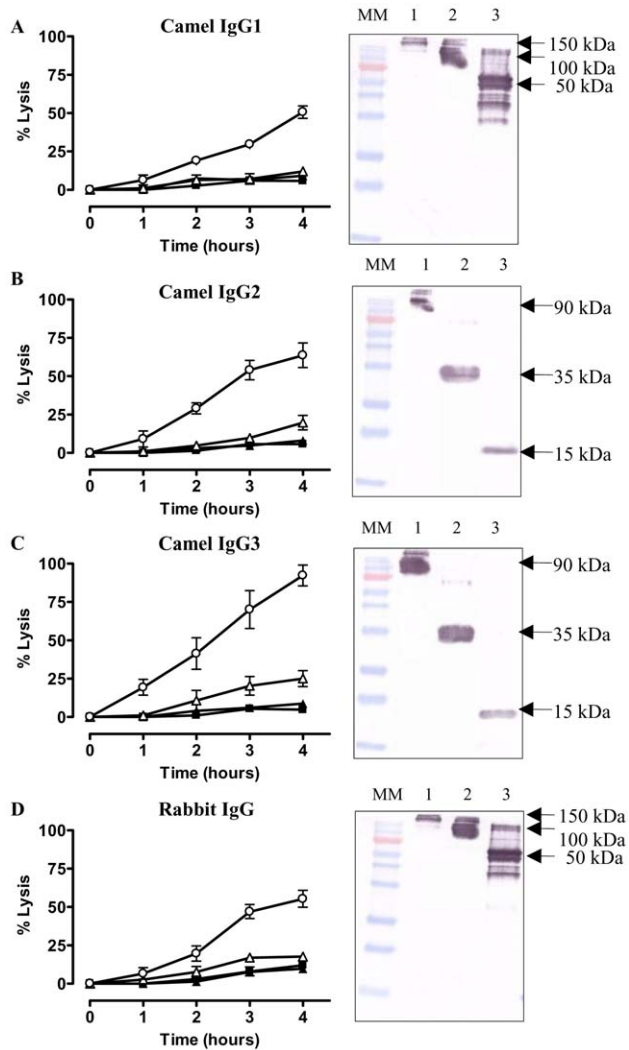 A
Camel IgG1
100
75
50
25
0
% Lysis
0 1 2 3 4
Time (hours)
MM 1 2 3
150 kDa
100 kDa
50 kDa
B
Camel IgG2
100
75
50
25
0
% Lysis
0 1 2 3 4
Time (hours)
MM 1 2 3
90 kDa
35 kDa
15 kDa
C
Camel IgG3
100
75
50
25
0
% Lysis
0 1 2 3 4
Time (hours)
MM 1 2 3
90 kDa
35 kDa
15 kDa
D
Rabbit IgG
100
75
50
25
0
% Lysis
0 1 2 3 4
Time (hours)
MM 1 2 3
150 kDa
100 kDa
50 kDa